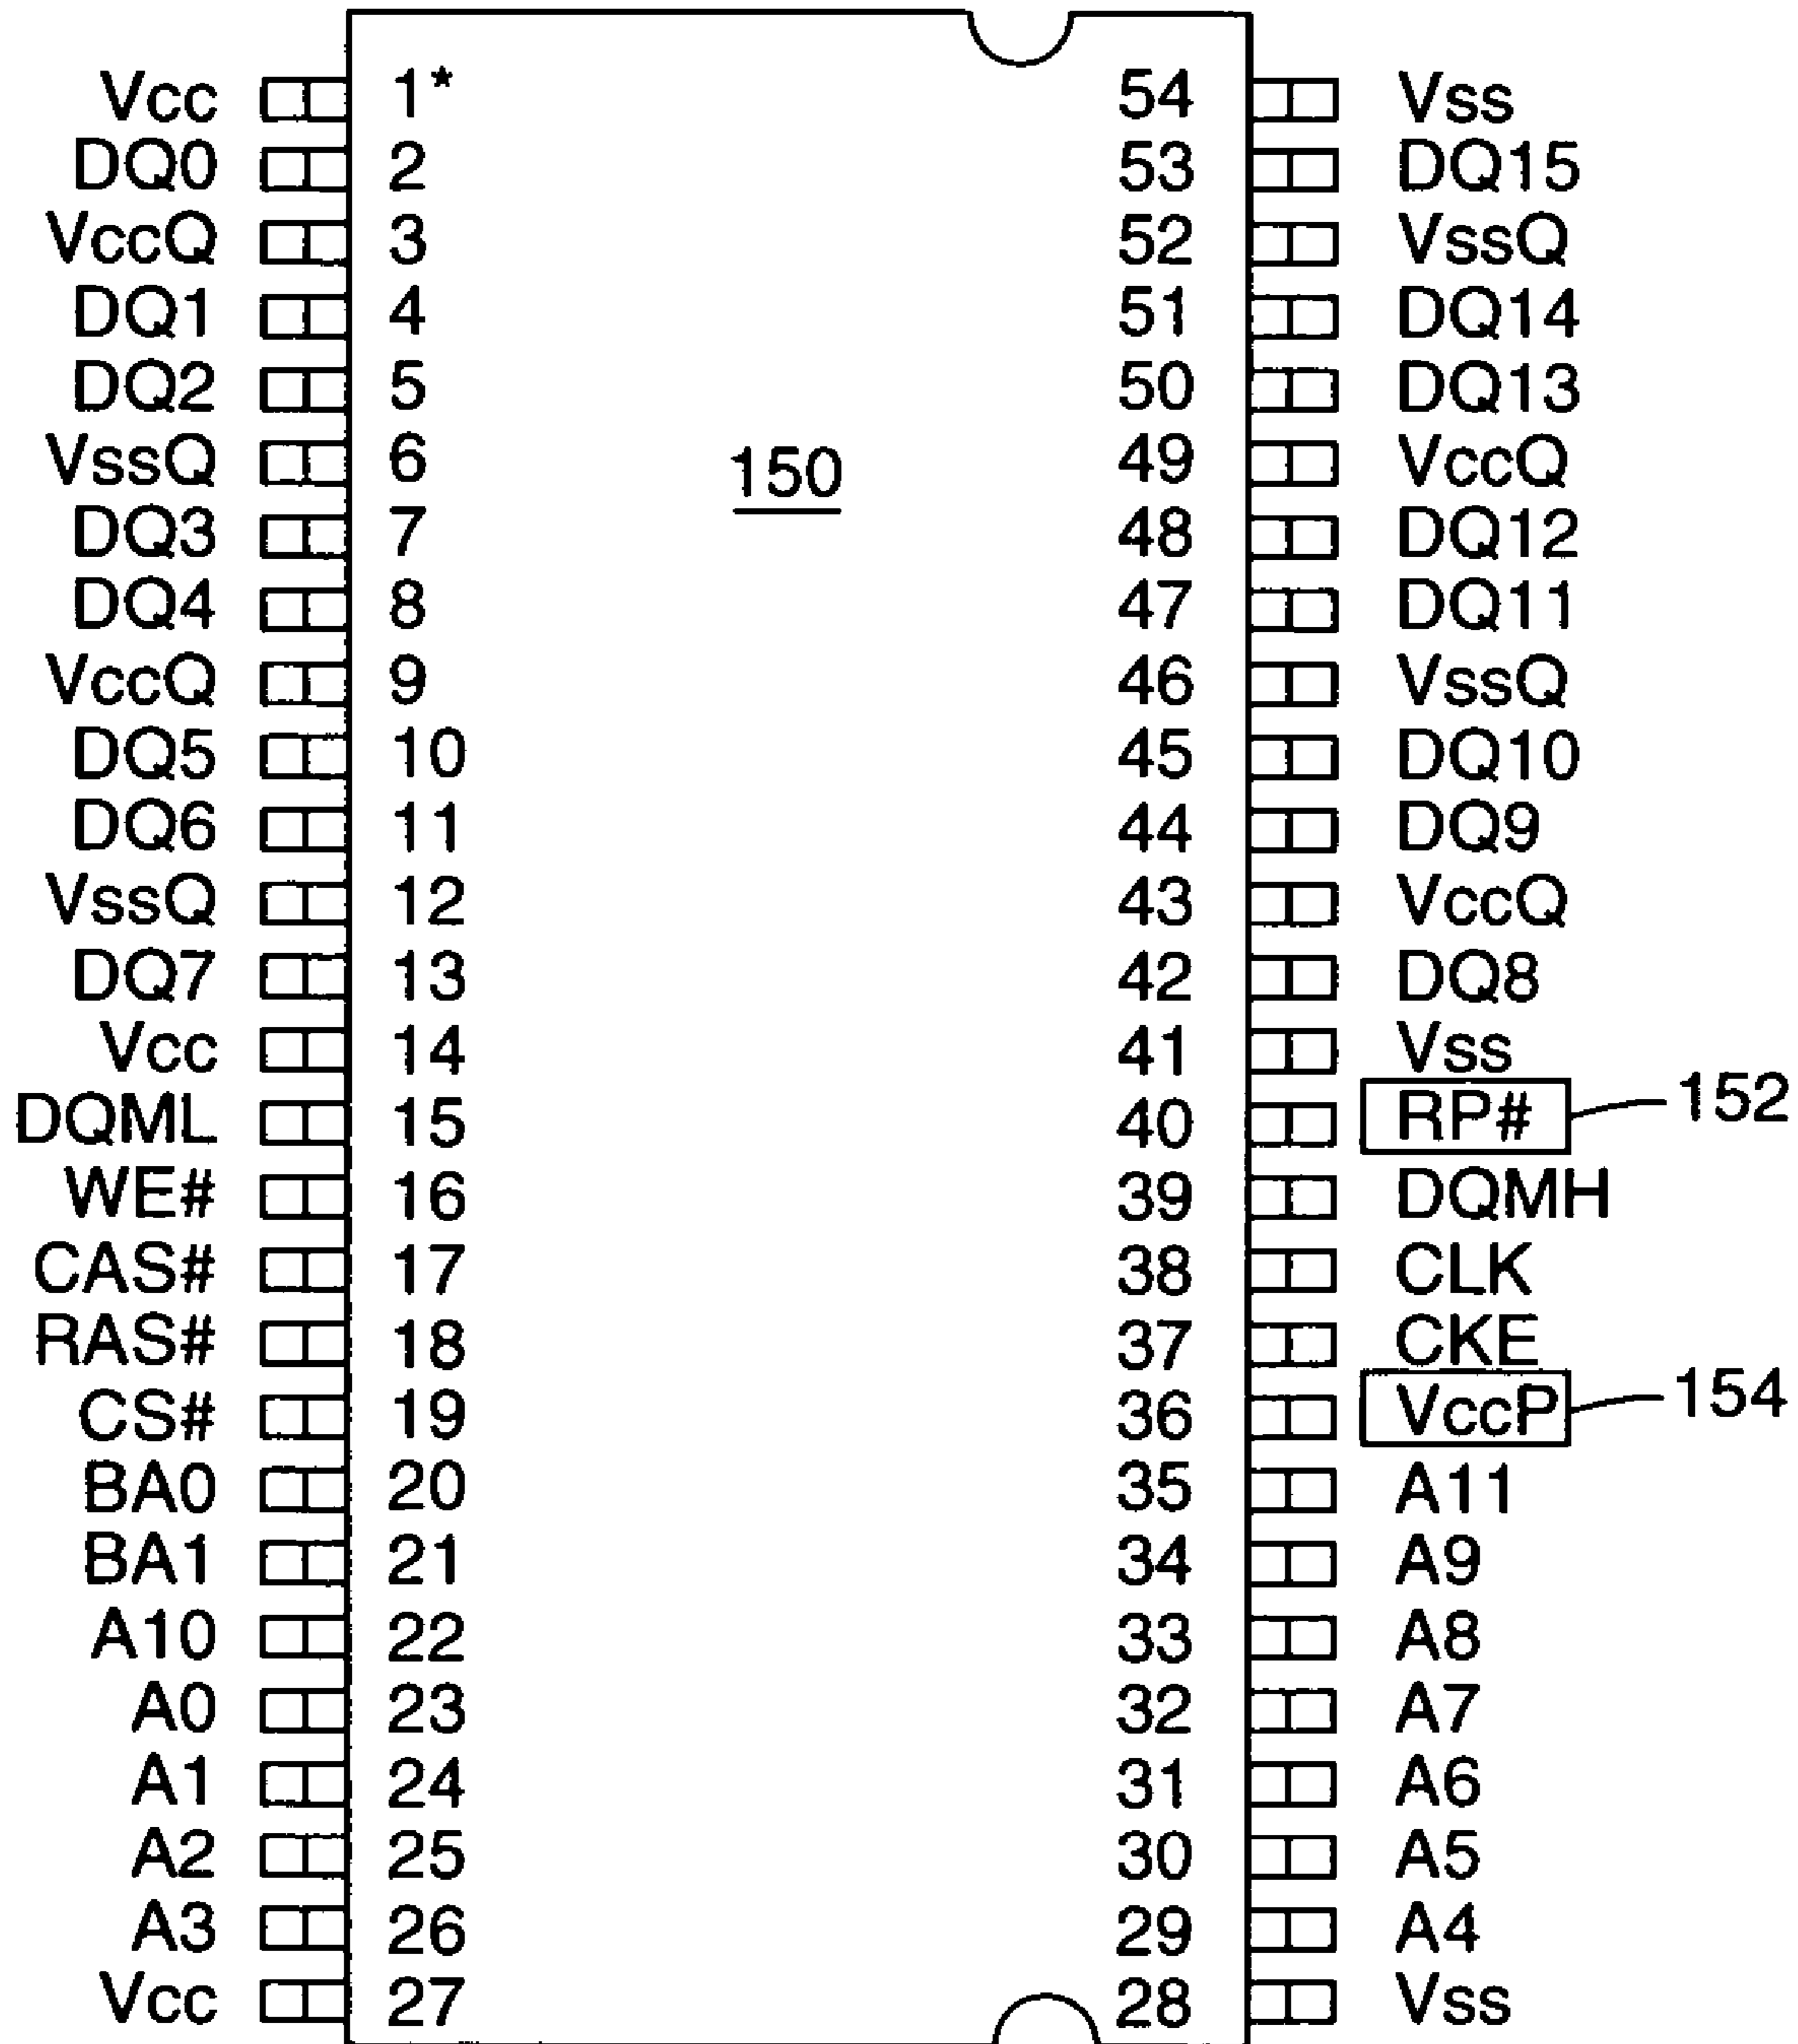 Vcc 1* 54 Vss
DQ0 2 53 DQ15
VccQ 3 52 VssQ
DQ1 4 51 DQ14
DQ2 5 50 DQ13
VssQ 6 150 49 VccQ
DQ3 7 48 DQ12
DQ4 8 47 DQ11
VccQ 9 46 VssQ
DQ5 10 45 DQ10
DQ6 11 44 DQ9
VssQ 12 43 VccQ
DQ7 13 42 DQ8
Vcc 14 41 Vss
DQML 15 40 RP# 152
WE# 16 39 DQMH
CAS# 17 38 CLK
RAS# 18 37 CKE
CS# 19 36 VccP 154
BA0 20 35 A11
BA1 21 34 A9
A10 22 33 A8
A0 23 32 A7
A1 24 31 A6
A2 25 30 A5
A3 26 29 A4
Vcc 27 28 Vss